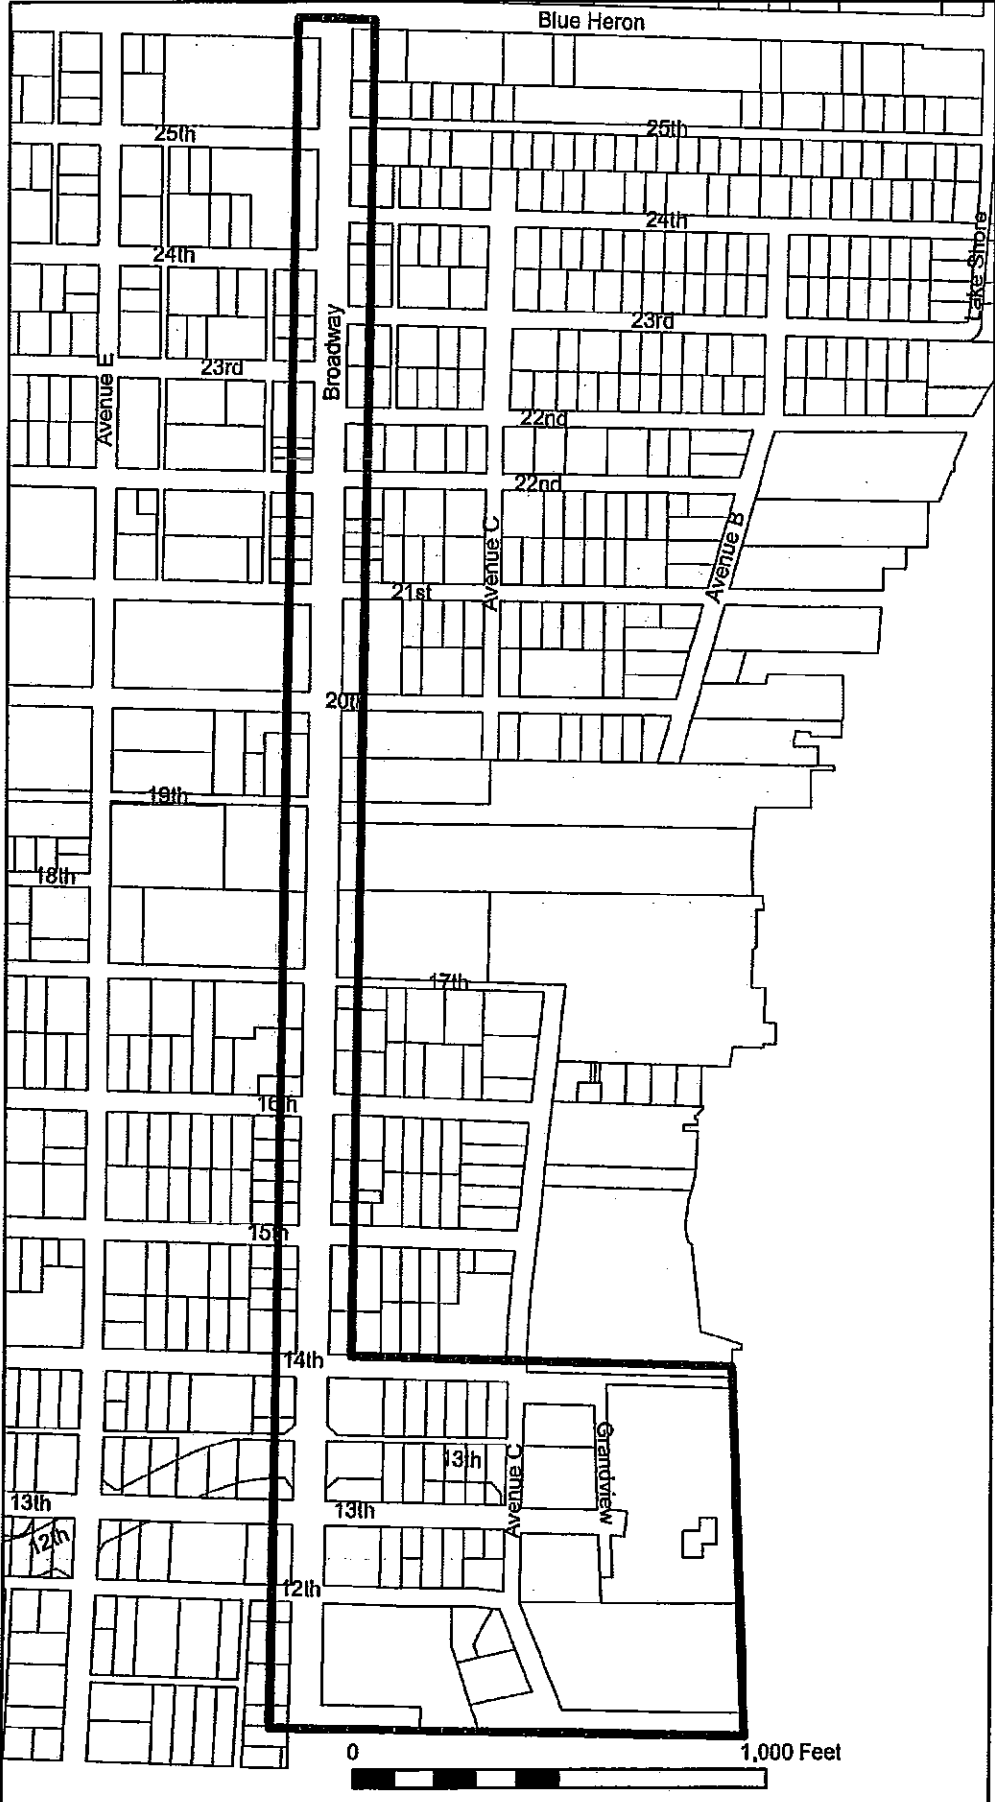 Blue Heron
25th
25th
24th
Lake Shore
24th
23rd
Broadway
23rd
Avenue E
22nd
22nd
Avenue C
Avenue B
21st
20th
19th
18th
17th
16th
15th
14th
Grandview
13th
Avenue C
13th
13th
12th
12th
0
1,000 Feet